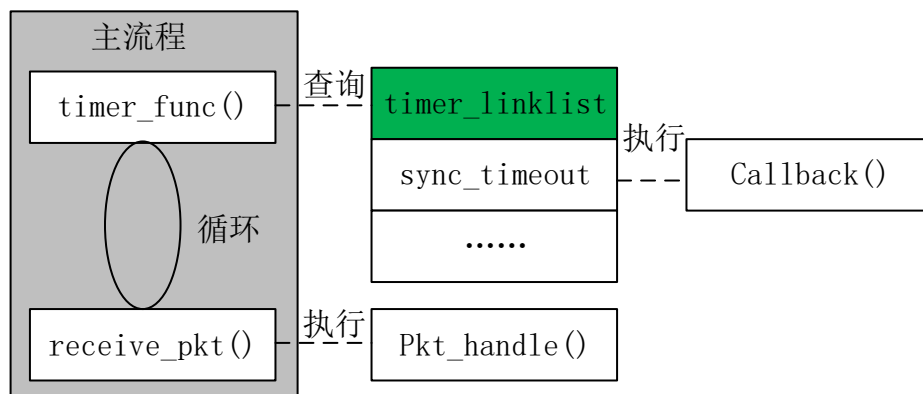 主流程
timer_func()
查询
timer_linklist
执行
sync_timeout
Callback()
循环
……
receive_pkt()
执行
Pkt_handle()